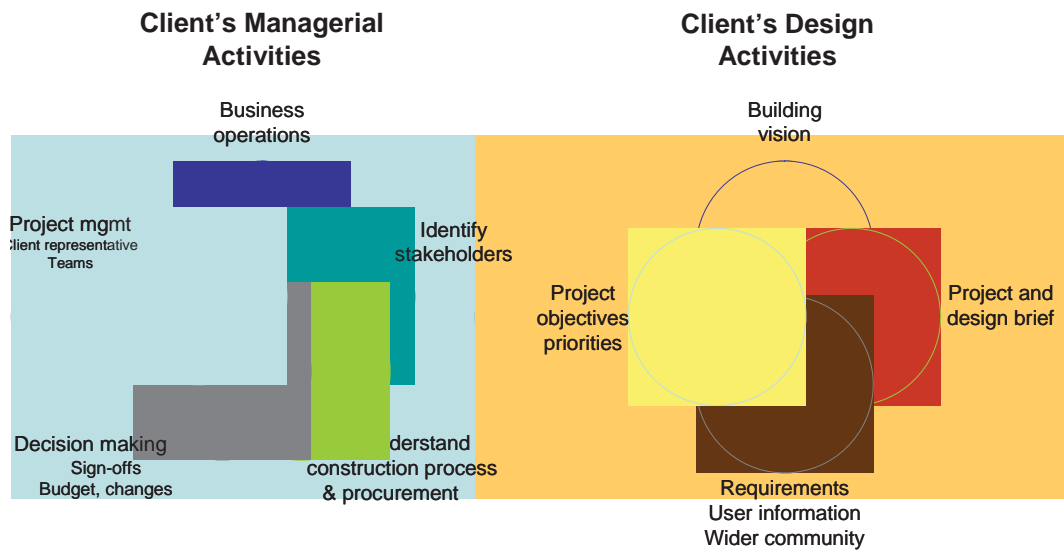 Client's Managerial
Activities
Client's Design
Activities
Business
operations
Building
vision
Project mgmt
Client representative
Teams
Identify
stakeholders
Project
objectives
priorities
Project and
design brief
Decision making
Sign-offs
Budget, changes
derstand
construction process
& procurement
Requirements
User information
Wider community